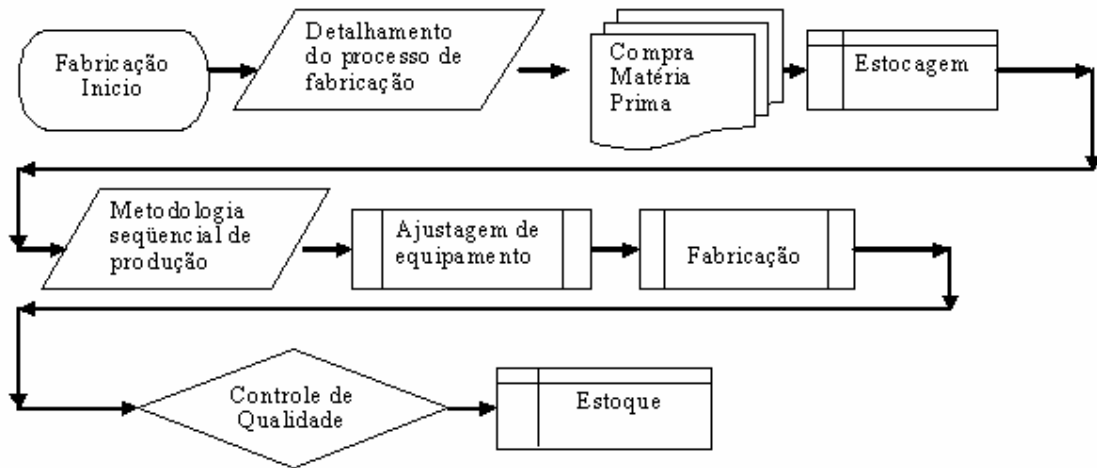 Fabricação
Inicio
Detalhamento
do processo de
fabricação
Compra
Matéria
Prima
Estocagem
Metodologia
seqüencial de
produção
Ajustagem de
equipamento
Fabricação
Controle de
Qualidade
Estoque